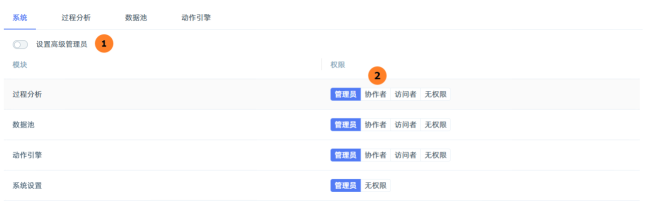 系统 过程分析 数据池 动作引擎
设置高级管理员 1
模块 权限
2
过程分析 管理员 协作者 访问者 无权限
数据池 管理员 协作者 访问者 无权限
动作引擎 管理员 协作者 访问者 无权限
系统设置 管理员 无权限